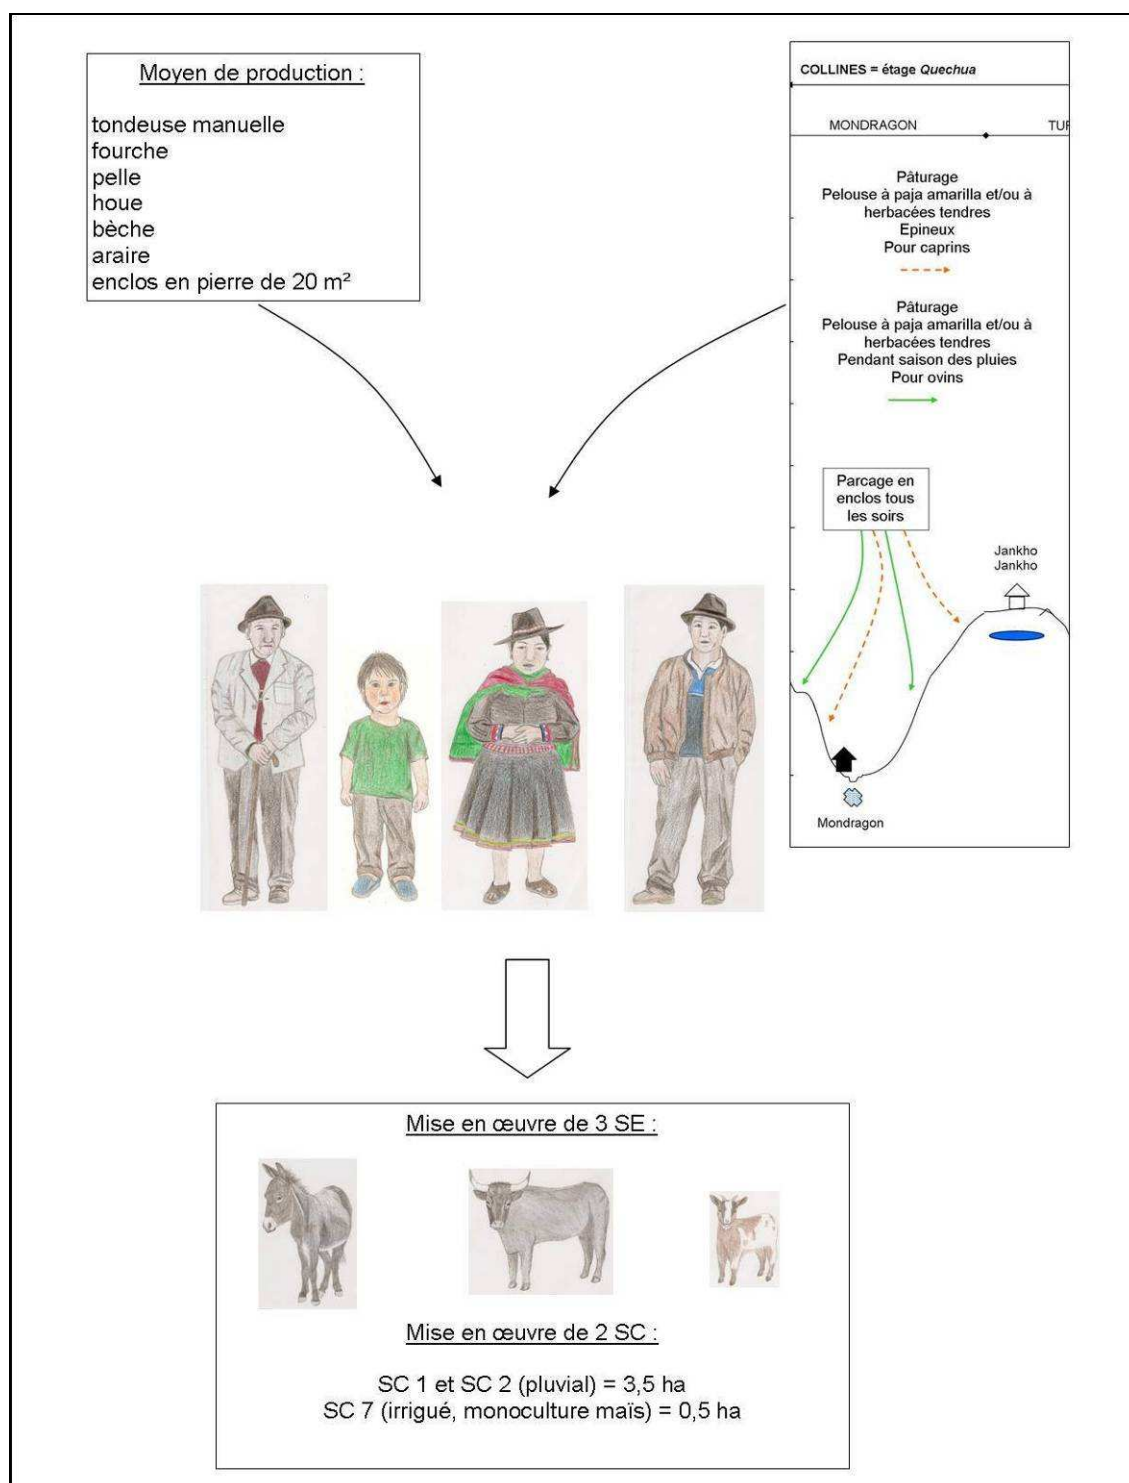 Moyen de production :
tondeuse manuelle
fourche
pelle
houe
bèche
araire
enclos en pierre de 20 m²
COLLINES = étage Quechua
MONDRAGON
Pâturage
Pelouse à paja amarilla et/ou à
herbacées tendres
Epineux
Pour caprins
Pâturage
Pelouse à paja amarilla et/ou à
herbacées tendres
Pendant saison des pluies
Pour ovins
Parcage en
enclos tous
les soirs
Jankho
Jankho
Mondragon
Mise en œuvre de 3 SE :
Mise en œuvre de 2 SC :
SC 1 et SC 2 (pluvial) = 3,5 ha
SC 7 (irrigué, monoculture maïs) = 0,5 ha